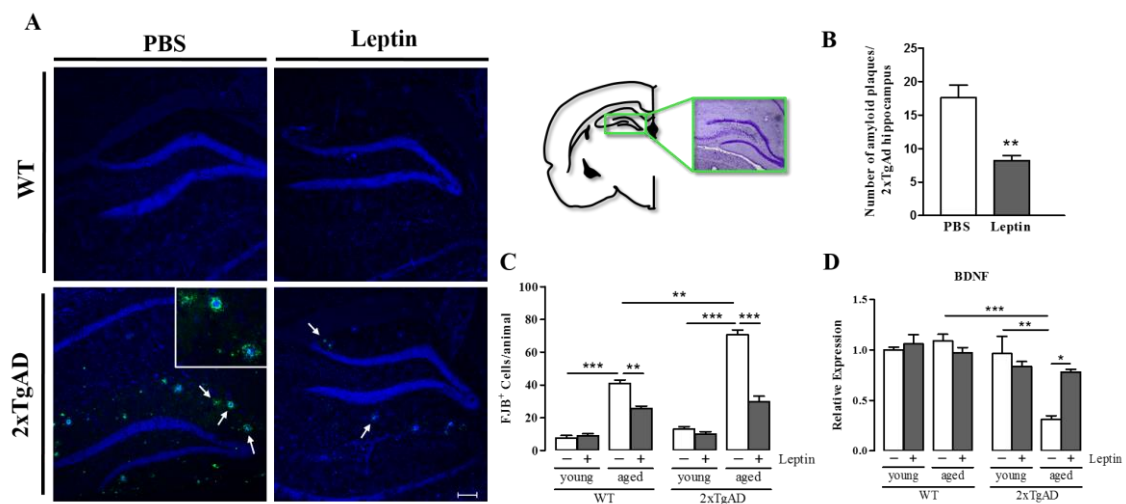 A
PBS
Leptin
WT
2xTgAD
B
Number of amyloid plaques/
2xTgAd hippocampus
25
20
15
10
5
0
**
PBS
Leptin
C
FJB+ Cells/animal
100
80
60
40
20
0
**
*** ***
*** **
− + − + − + − + Leptin
young aged young aged
WT 2xTgAD
D
BDNF
Relative Expression
1.5
1.0
0.5
0.0
***
**
*
− + − + − + − + Leptin
young aged young aged
WT 2xTgAD